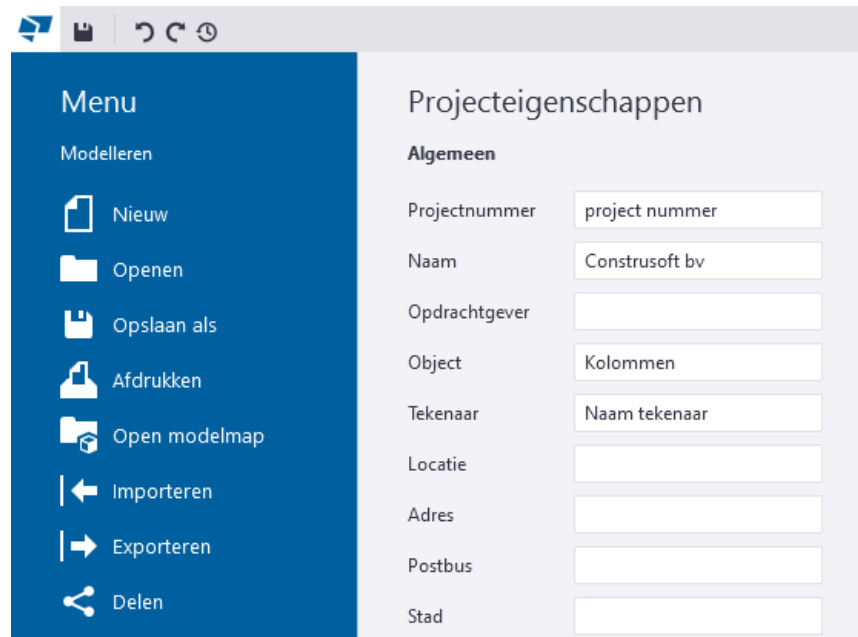 Menu
Modelleren
Nieuw
Openen
Opslaan als
Afdrukken
Open modelmap
Importeren
Exporteren
Delen
Projecteigenschappen
Algemeen
Projectnummer project nummer
Naam Construsoft bv
Opdrachtgever
Object Kolommen
Tekenaar Naam tekenaar
Locatie
Adres
Postbus
Stad